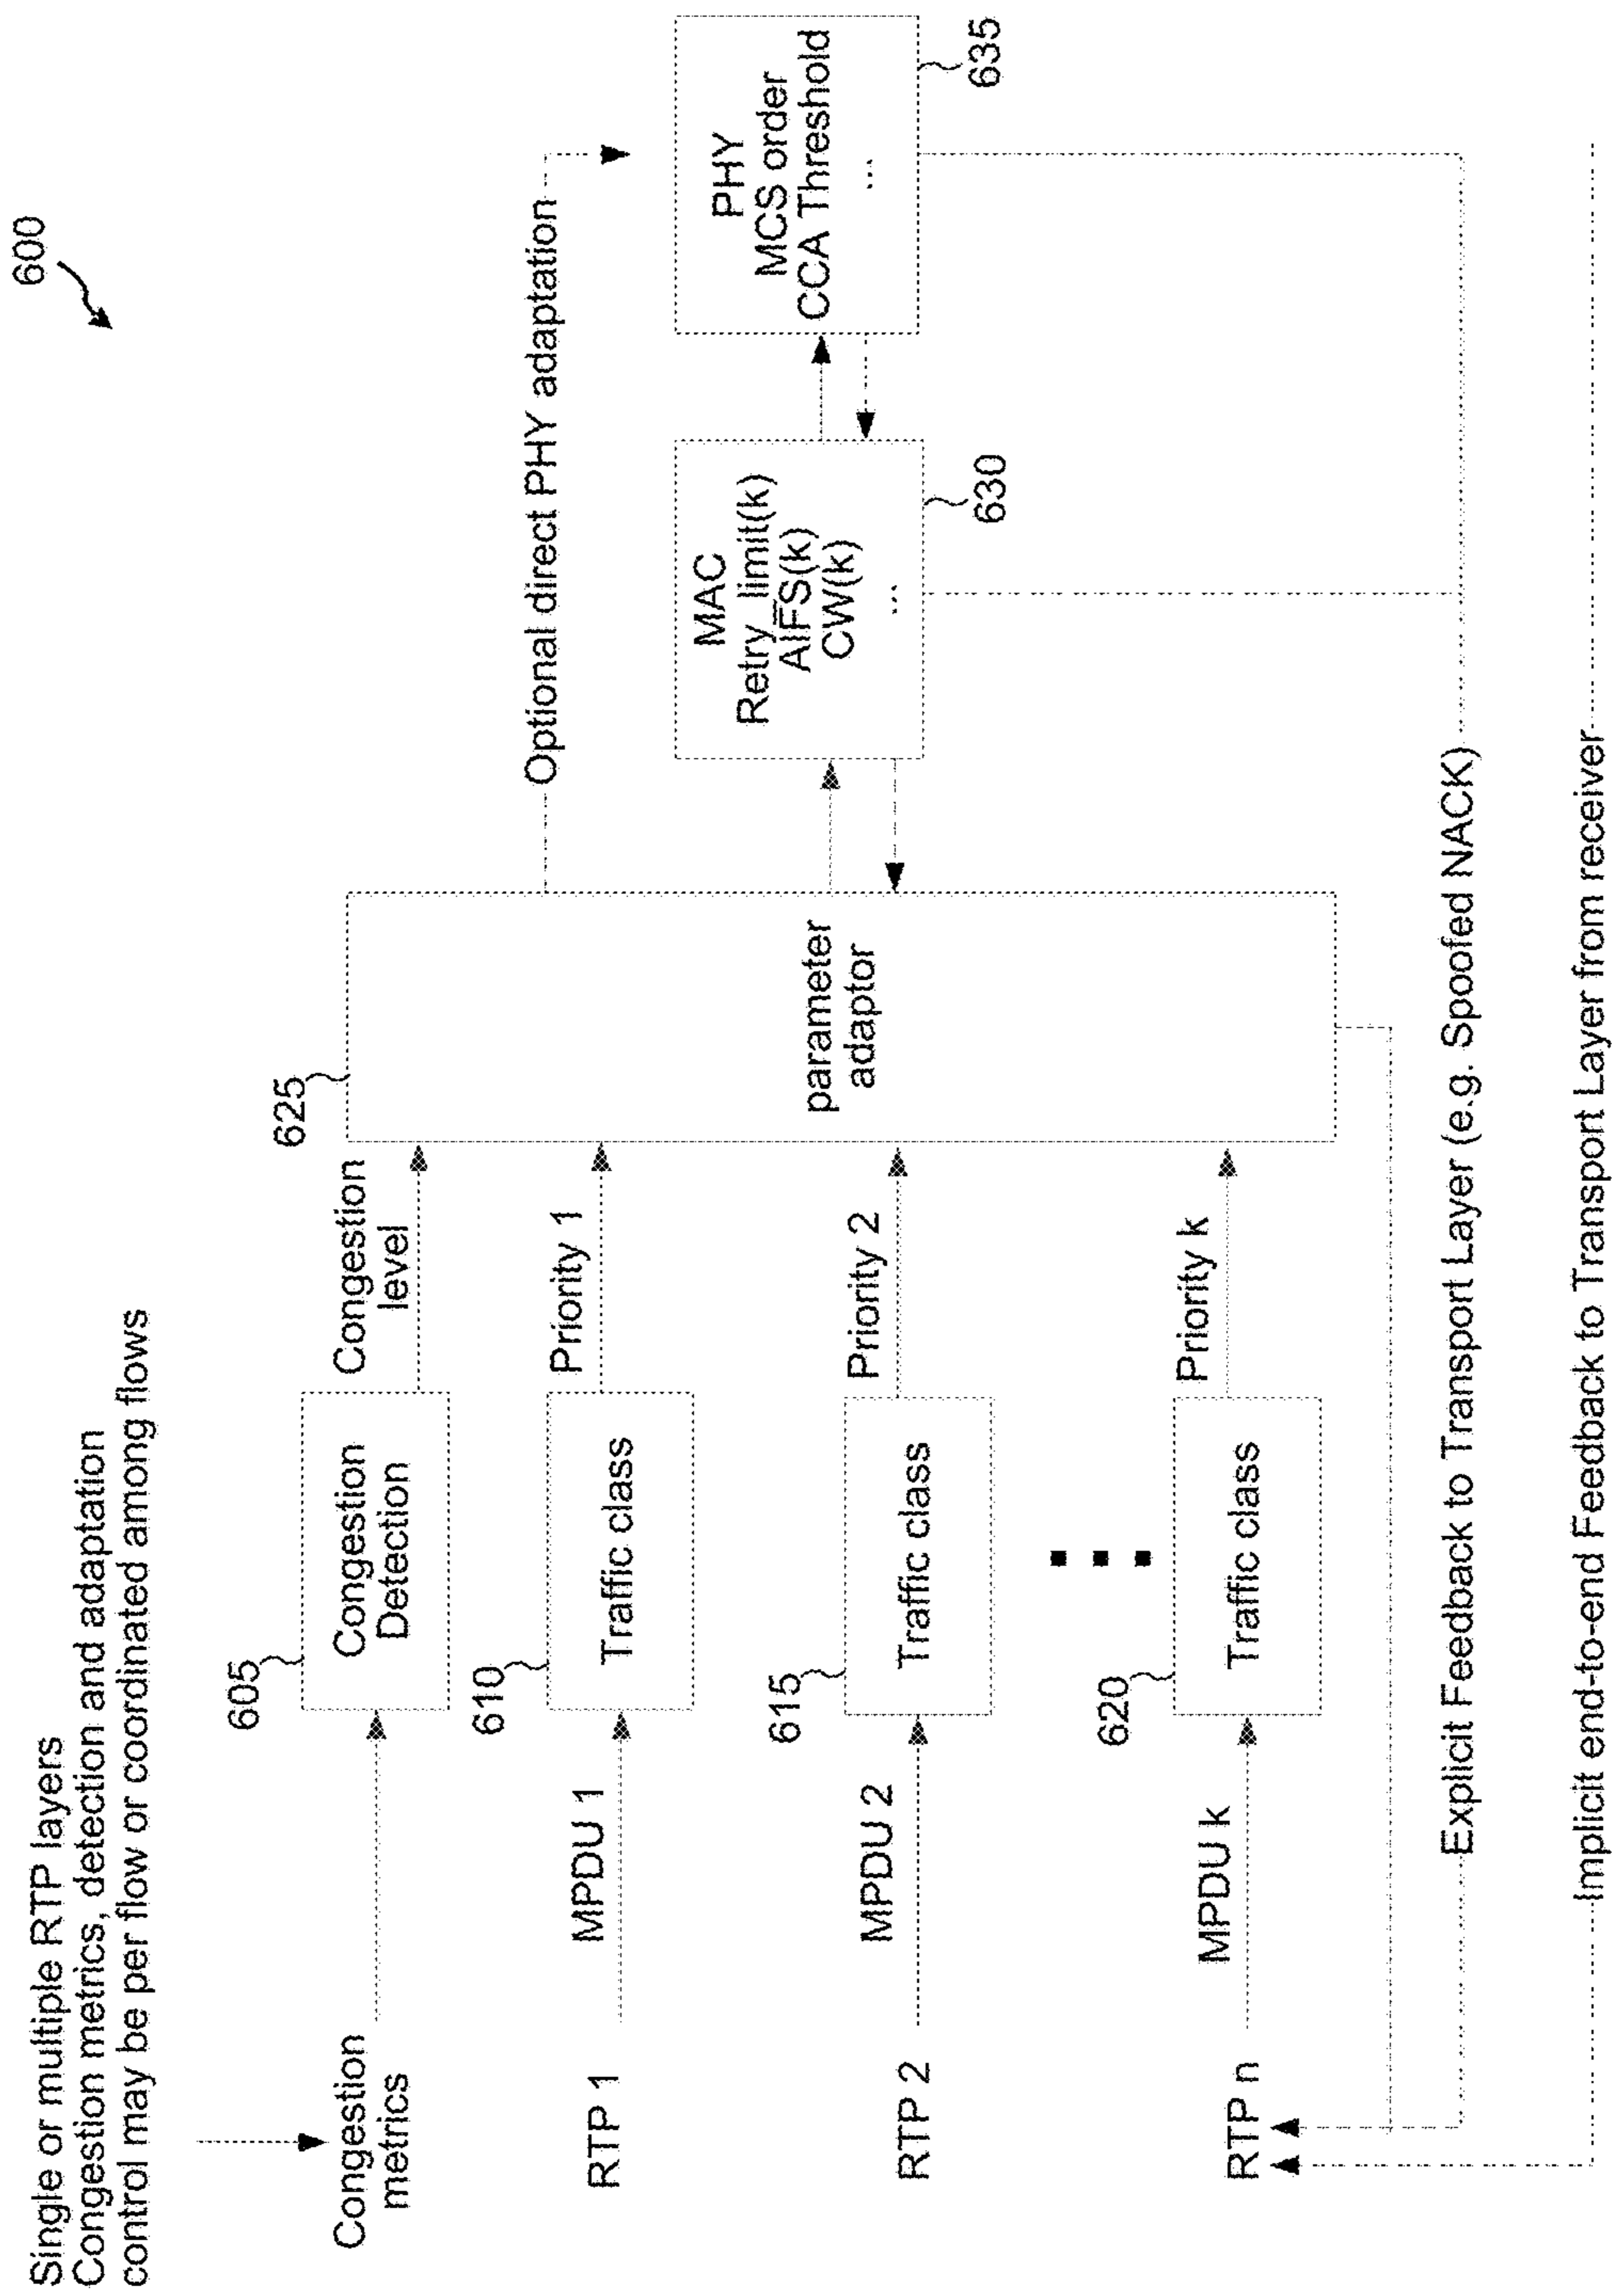 600
Single or multiple RTP layers
Congestion metrics, detection and adaptation
control may be per flow or coordinated among flows
Congestion
metrics
605
Congestion
Detection
Congestion
level
625
parameter
adaptor
Optional direct PHY adaptation
RTP 1
MPDU 1
610
Traffic class
Priority 1
RTP 2
MPDU 2
615
Traffic class
Priority 2
RTP n
MPDU k
620
Traffic class
Priority k
MAC
Retry_limit(k)
AIFS(k)
CW(k)
...
630
PHY
MCS order
CCA Threshold
...
635
Explicit Feedback to Transport Layer (e.g. Spoofed NACK)
Implicit end-to-end Feedback to Transport Layer from receiver